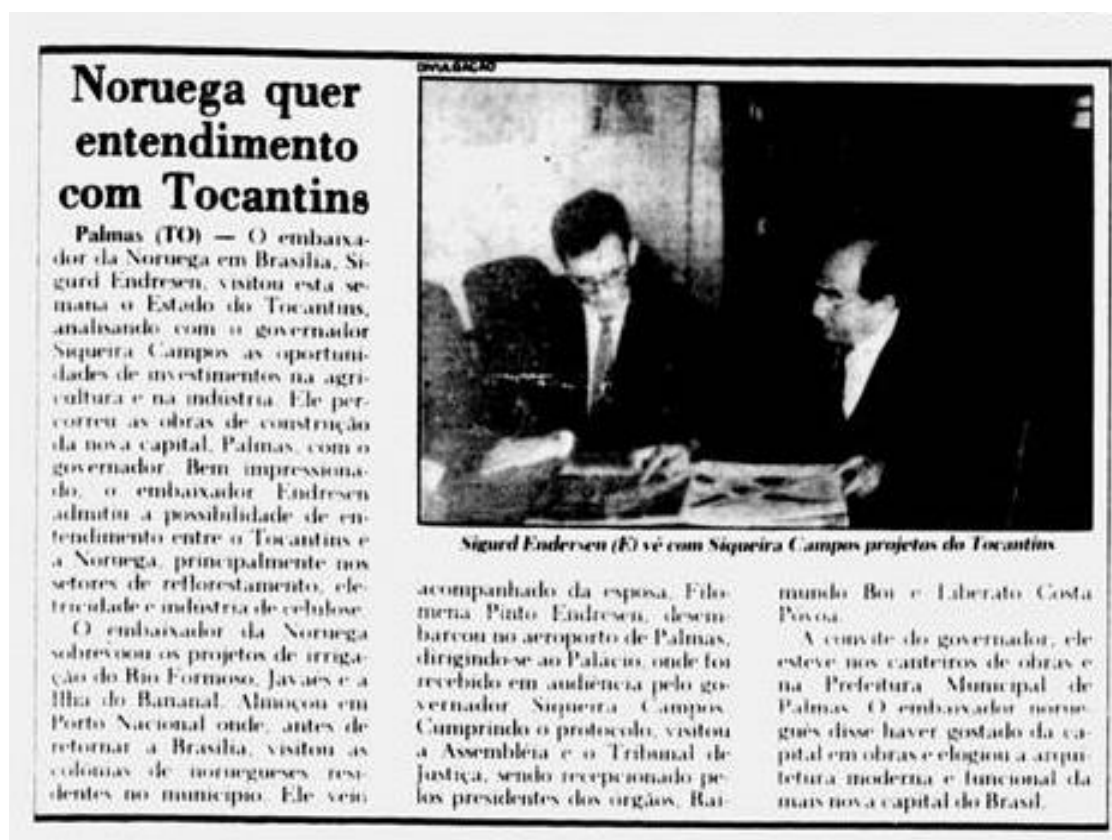 Noruega quer
entendimento
com Tocantins
Palmas (TO) — O embaixa-
dor da Noruega em Brasília, Si-
gurd Endresen, visitou esta se-
mana o Estado do Tocantins,
analisando com o governador
Siqueira Campos as oportuni-
dades de investimentos na agri-
cultura e na indústria. Ele per-
correu as obras de construção
da nova capital, Palmas, com o
governador. Bem impressiona-
do, o embaixador Endresen
admitiu a possibilidade de en-
tendimento entre o Tocantins e
a Noruega, principalmente nos
setores de reflorestamento, ele-
tricidade e indústria de celulose.
O embaixador da Noruega
sobrevoou os projetos de irriga-
ção do Rio Formoso, Javaés e a
Ilha do Bananal. Almoçou em
Porto Nacional onde, antes de
retornar a Brasília, visitou as
colônias de noruegueses resi-
dentes no município. Ele veio
DIVULGAÇÃO
Sigurd Endersen (E) vê com Siqueira Campos projetos do Tocantins
acompanhado da esposa, Filo-
mena Pinto Endresen, desem-
barcou no aeroporto de Palmas,
dirigindo-se ao Palácio, onde foi
recebido em audiência pelo go-
vernador Siqueira Campos.
Cumprindo o protocolo, visitou
a Assembléia e o Tribunal de
Justiça, sendo recepcionado pe-
los presidentes dos órgãos, Rai-
mundo Boi e Liberato Costa
Póvoa.
A convite do governador, ele
esteve nos canteiros de obras e
na Prefeitura Municipal de
Palmas. O embaixador norue-
guês disse haver gostado da ca-
pital em obras e elogiou a arqui-
tetura moderna e funcional da
mais nova capital do Brasil.